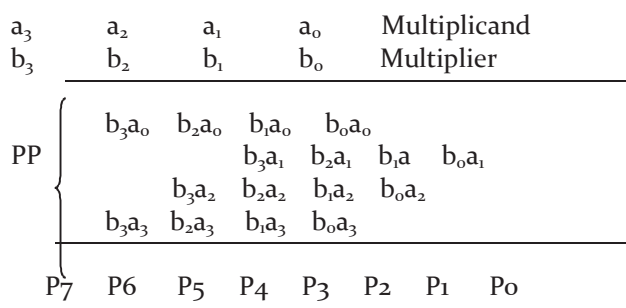 a₃ a₂ a₁ a₀ Multiplicand
b₃ b₂ b₁ b₀ Multiplier
b₃a₀ b₂a₀ b₁a₀ b₀a₀
PP b₃a₁ b₂a₁ b₁a b₀a₁
b₃a₂ b₂a₂ b₁a₂ b₀a₂
b₃a₃ b₂a₃ b₁a₃ b₀a₃
P7 P6 P5 P4 P3 P2 P1 P0